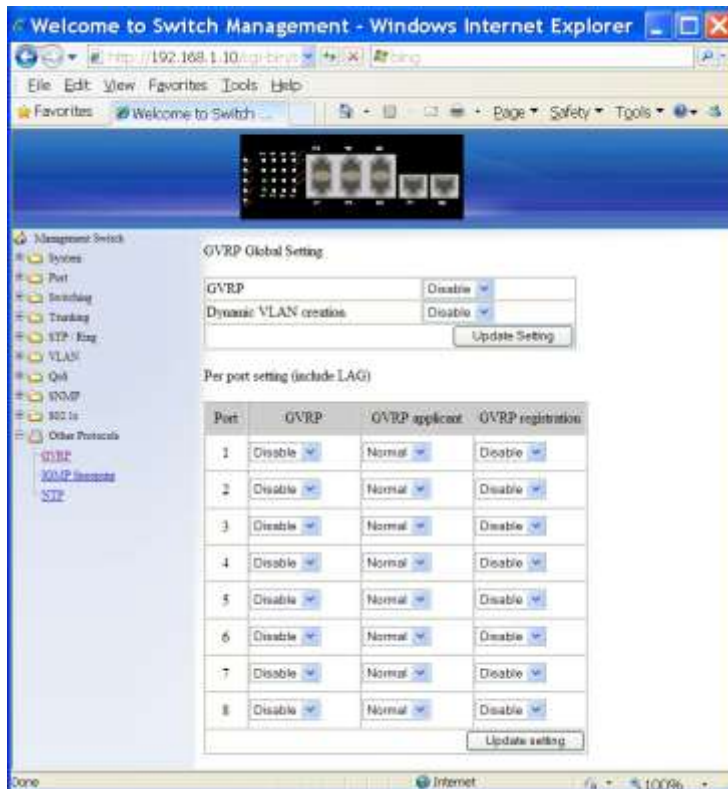 Welcome to Switch Management - Windows Internet Explorer
http://192.168.1.10/cgi-bin/ bing
File Edit View Favorites Tools Help
Favorites Welcome to Switch ... Page Safety Tools
Management Switch
System
Port
Switching
Trunking
STP / Ring
VLAN
QoS
SNMP
802.1x
Other Protocols
GVRP
IGMP Snooping
NTP
GVRP Global Setting
GVRP Disable
Dynamic VLAN creation Disable
Update Setting
Per port setting (include LAG)
Port GVRP GVRP applicant GVRP registration
1 Disable Normal Disable
2 Disable Normal Disable
3 Disable Normal Disable
4 Disable Normal Disable
5 Disable Normal Disable
6 Disable Normal Disable
7 Disable Normal Disable
8 Disable Normal Disable
Update setting
Done Internet 100%